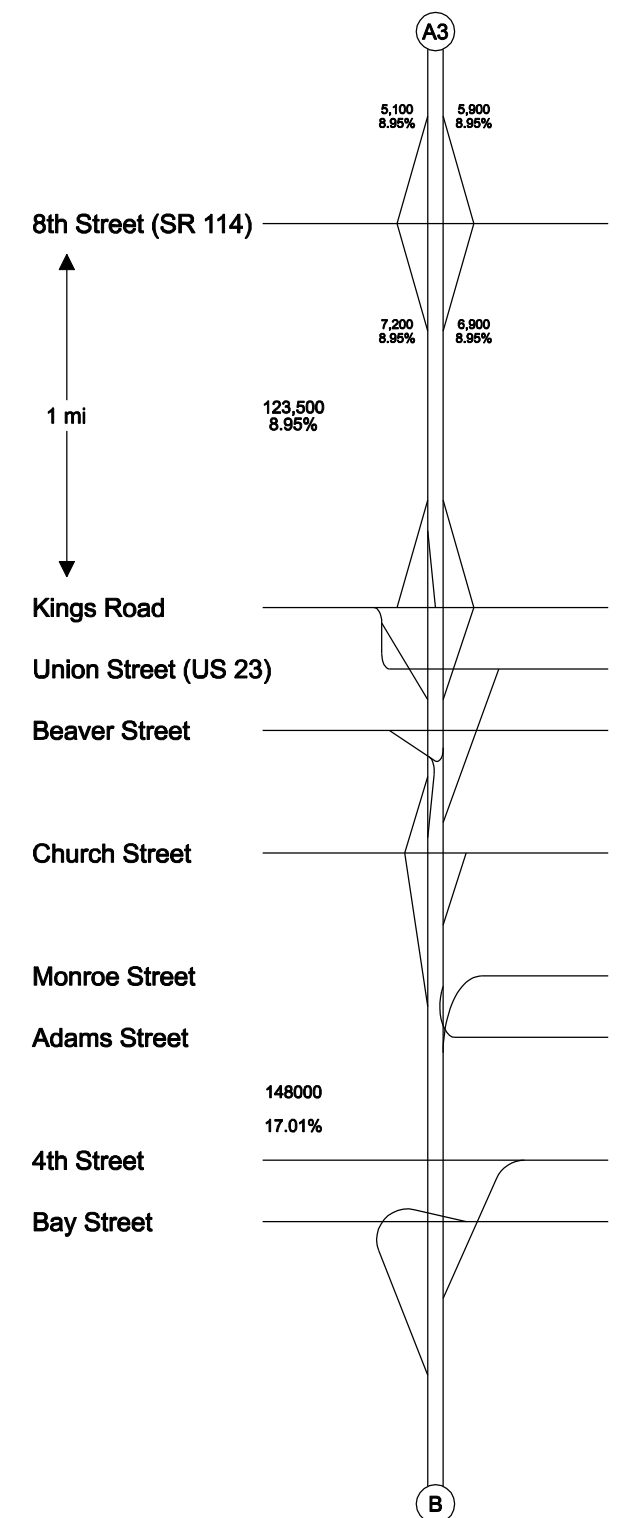 A3
5,100
8.95%
5,900
8.95%
8th Street (SR 114)
7,200
8.95%
6,900
8.95%
1 mi
123,500
8.95%
Kings Road
Union Street (US 23)
Beaver Street
Church Street
Monroe Street
Adams Street
148000
17.01%
4th Street
Bay Street
B